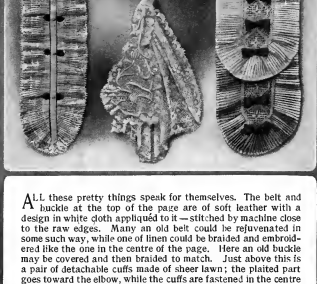 ALL these pretty things speak for themselves. The belt and
buckle at the top of the page are of soft leather with a
design in white cloth appliquéd to it — stitched by machine close
to the raw edges. Many an old belt could be rejuvenated in
some such way, while one of linen could be braided and embroid-
ered like the one in the centre of the page. Here an old buckle
may be covered and then braided to match. Just above this is
a pair of detachable cuffs made of sheer lawn; the plaited part
goes toward the elbow, while the cuffs are fastened in the centre